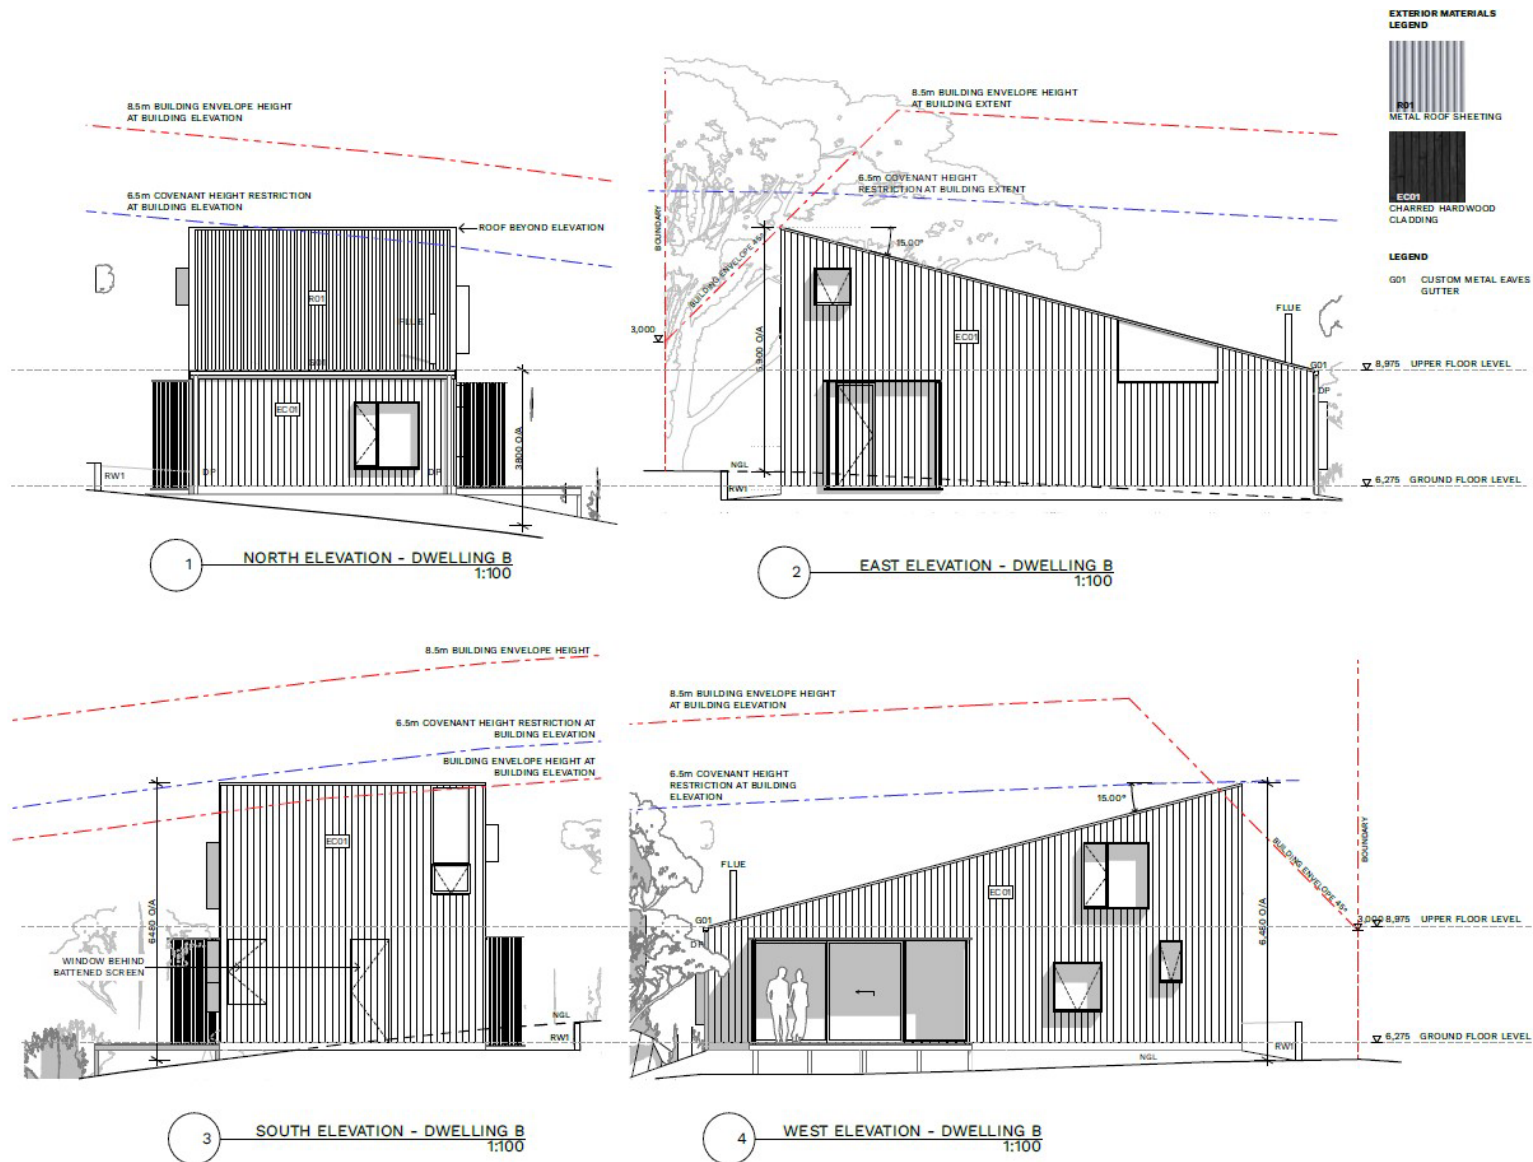 EXTERIOR MATERIALS
LEGEND
R01
METAL ROOF SHEETING
EC01
CHARRED HARDWOOD
CLADDING
LEGEND
G01 CUSTOM METAL EAVES
GUTTER
8.5m BUILDING ENVELOPE HEIGHT
AT BUILDING ELEVATION
6.5m COVENANT HEIGHT RESTRICTION
AT BUILDING ELEVATION
ROOF BEYOND ELEVATION
R01
FLUE
EC01
3800 O/A
RW1
DP
DP
1
NORTH ELEVATION - DWELLING B
1:100
8.5m BUILDING ENVELOPE HEIGHT
AT BUILDING EXTENT
6.5m COVENANT HEIGHT
RESTRICTION AT BUILDING EXTENT
BOUNDARY
BUILDING ENVELOPE 45°
15.00°
3,000
5,900 O/A
EC01
FLUE
G01
8,975 UPPER FLOOR LEVEL
DP
NGL
RW1
6,275 GROUND FLOOR LEVEL
2
EAST ELEVATION - DWELLING B
1:100
8.5m BUILDING ENVELOPE HEIGHT
6.5m COVENANT HEIGHT RESTRICTION AT
BUILDING ELEVATION
BUILDING ENVELOPE HEIGHT AT
BUILDING ELEVATION
EC01
6480 O/A
WINDOW BEHIND
BATTENED SCREEN
NGL
RW1
3
SOUTH ELEVATION - DWELLING B
1:100
8.5m BUILDING ENVELOPE HEIGHT
AT BUILDING ELEVATION
6.5m COVENANT HEIGHT
RESTRICTION AT BUILDING
ELEVATION
15.00°
BUILDING ENVELOPE 45°
BOUNDARY
FLUE
EC01
G01
DP
6,480 O/A
3,000 8,975 UPPER FLOOR LEVEL
6,275 GROUND FLOOR LEVEL
RW1
NGL
4
WEST ELEVATION - DWELLING B
1:100